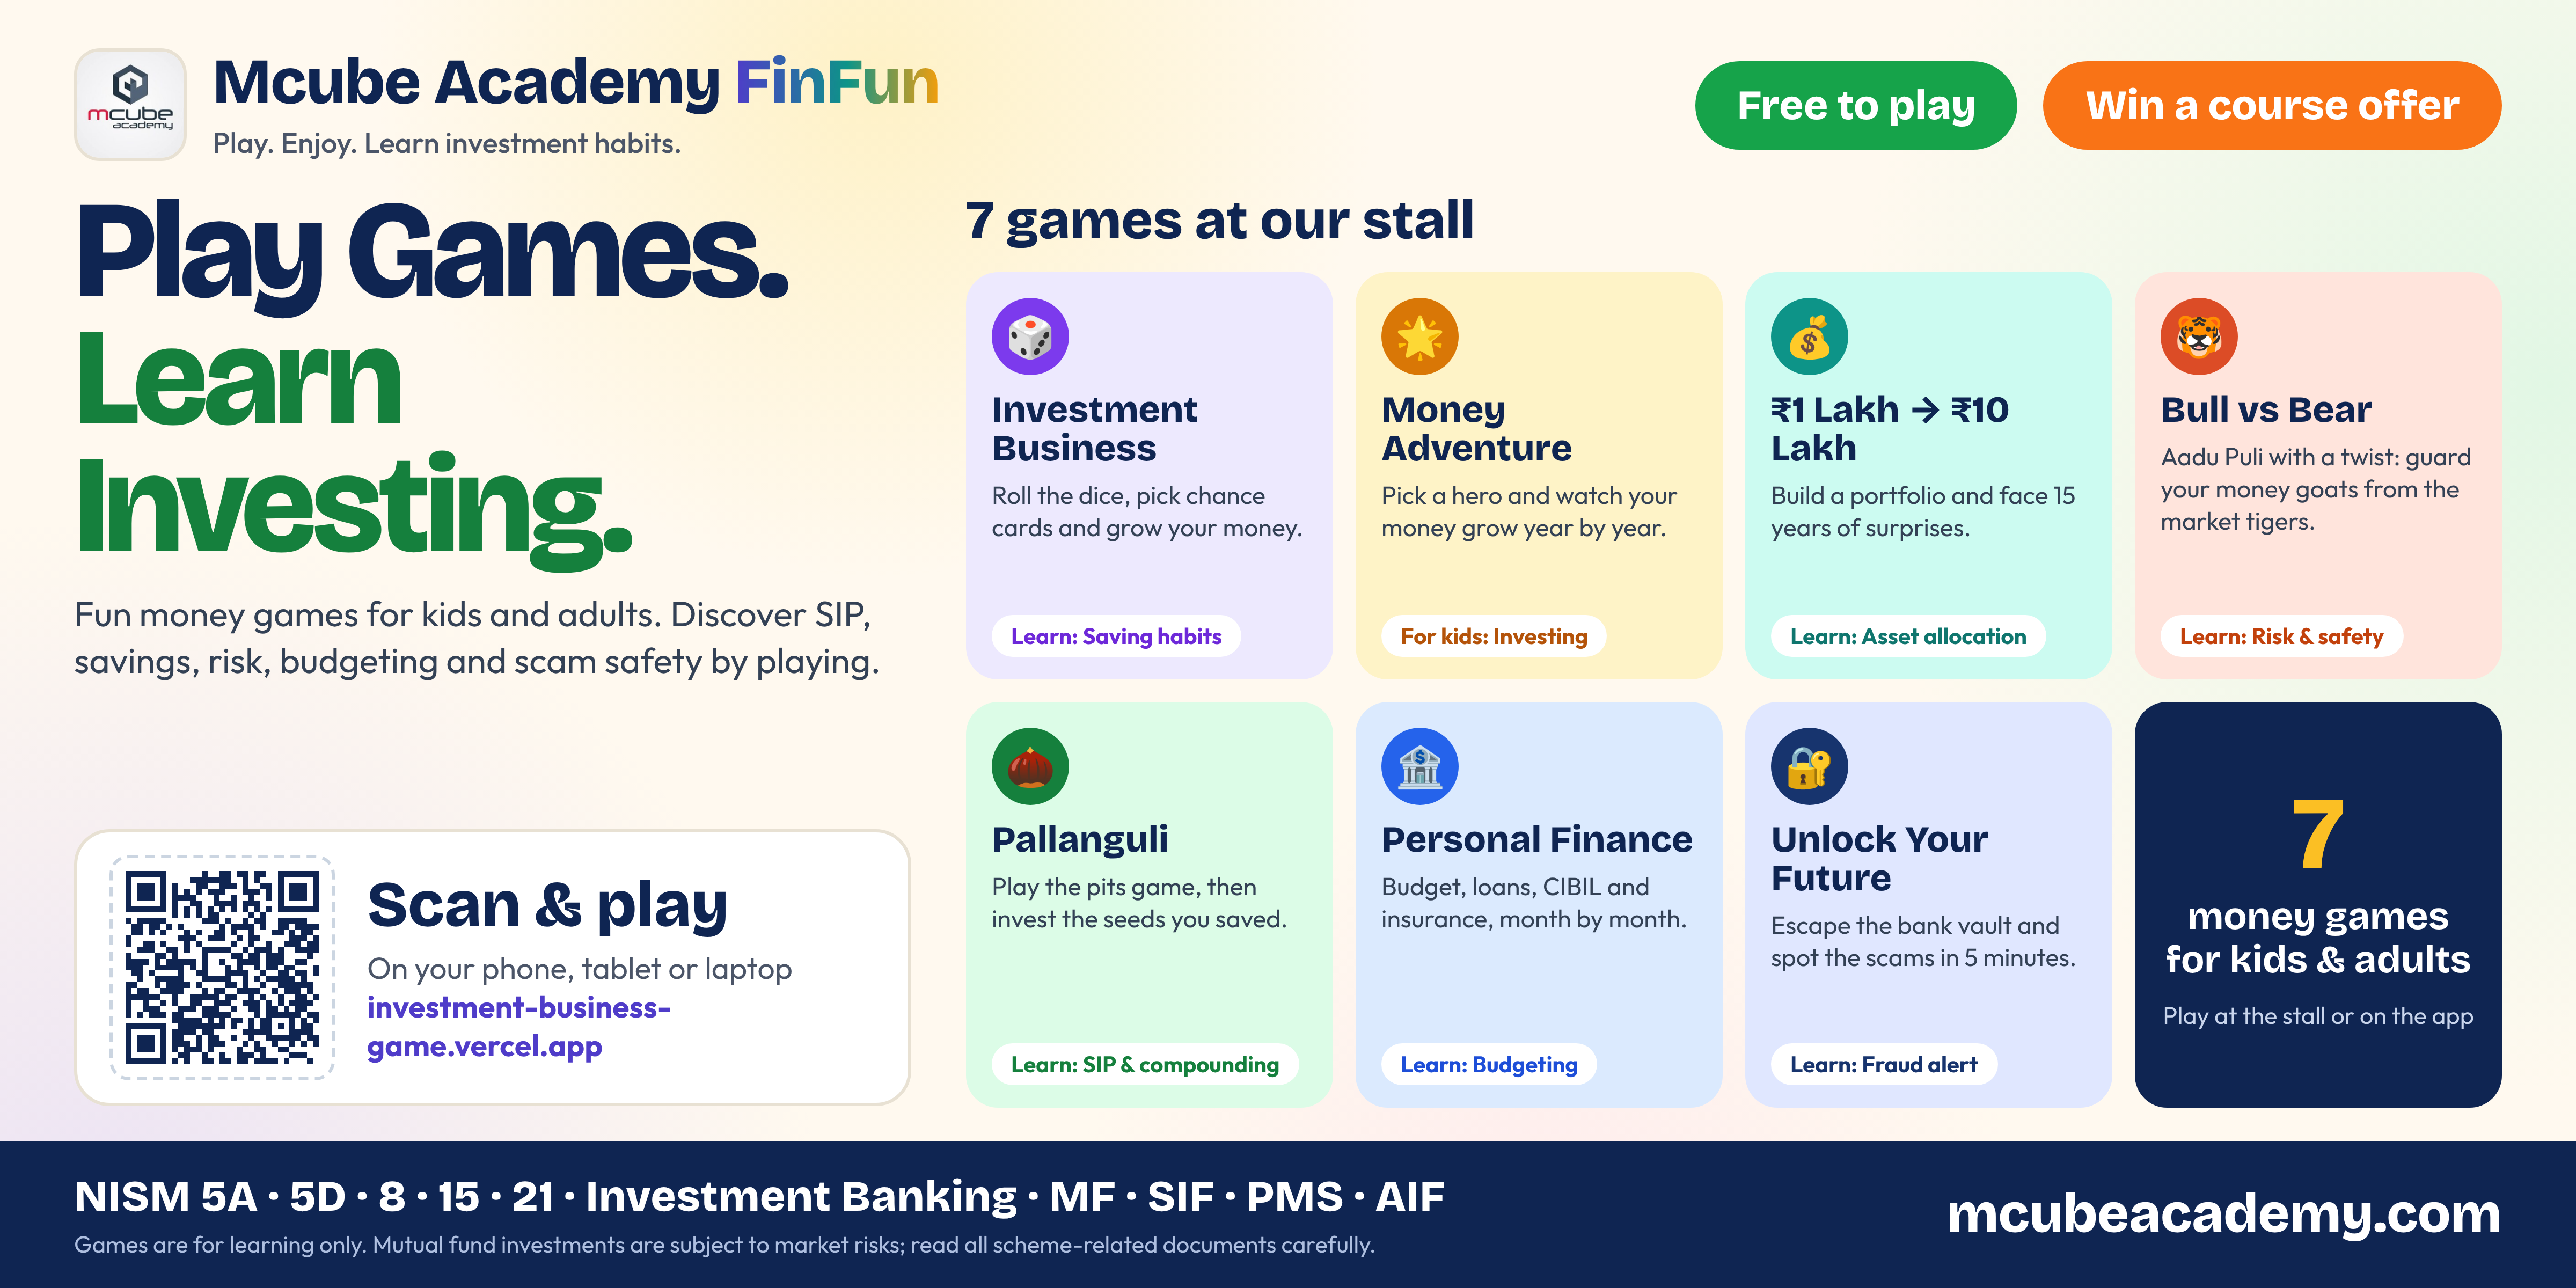 mcube
academy
Mcube Academy FinFun
Play. Enjoy. Learn investment habits.
Free to play
Win a course offer
Play Games.
Learn
Investing.
Fun money games for kids and adults. Discover SIP,
savings, risk, budgeting and scam safety by playing.
Scan & play
On your phone, tablet or laptop
investment-business-
game.vercel.app
7 games at our stall
Investment
Business
Roll the dice, pick chance
cards and grow your money.
Learn: Saving habits
Money
Adventure
Pick a hero and watch your
money grow year by year.
For kids: Investing
₹1 Lakh → ₹10
Lakh
Build a portfolio and face 15
years of surprises.
Learn: Asset allocation
Bull vs Bear
Aadu Puli with a twist: guard
your money goats from the
market tigers.
Learn: Risk & safety
Pallanguli
Play the pits game, then
invest the seeds you saved.
Learn: SIP & compounding
Personal Finance
Budget, loans, CIBIL and
insurance, month by month.
Learn: Budgeting
Unlock Your
Future
Escape the bank vault and
spot the scams in 5 minutes.
Learn: Fraud alert
7
money games
for kids & adults
Play at the stall or on the app
NISM 5A · 5D · 8 · 15 · 21 · Investment Banking · MF · SIF · PMS · AIF
Games are for learning only. Mutual fund investments are subject to market risks; read all scheme-related documents carefully.
mcubeacademy.com